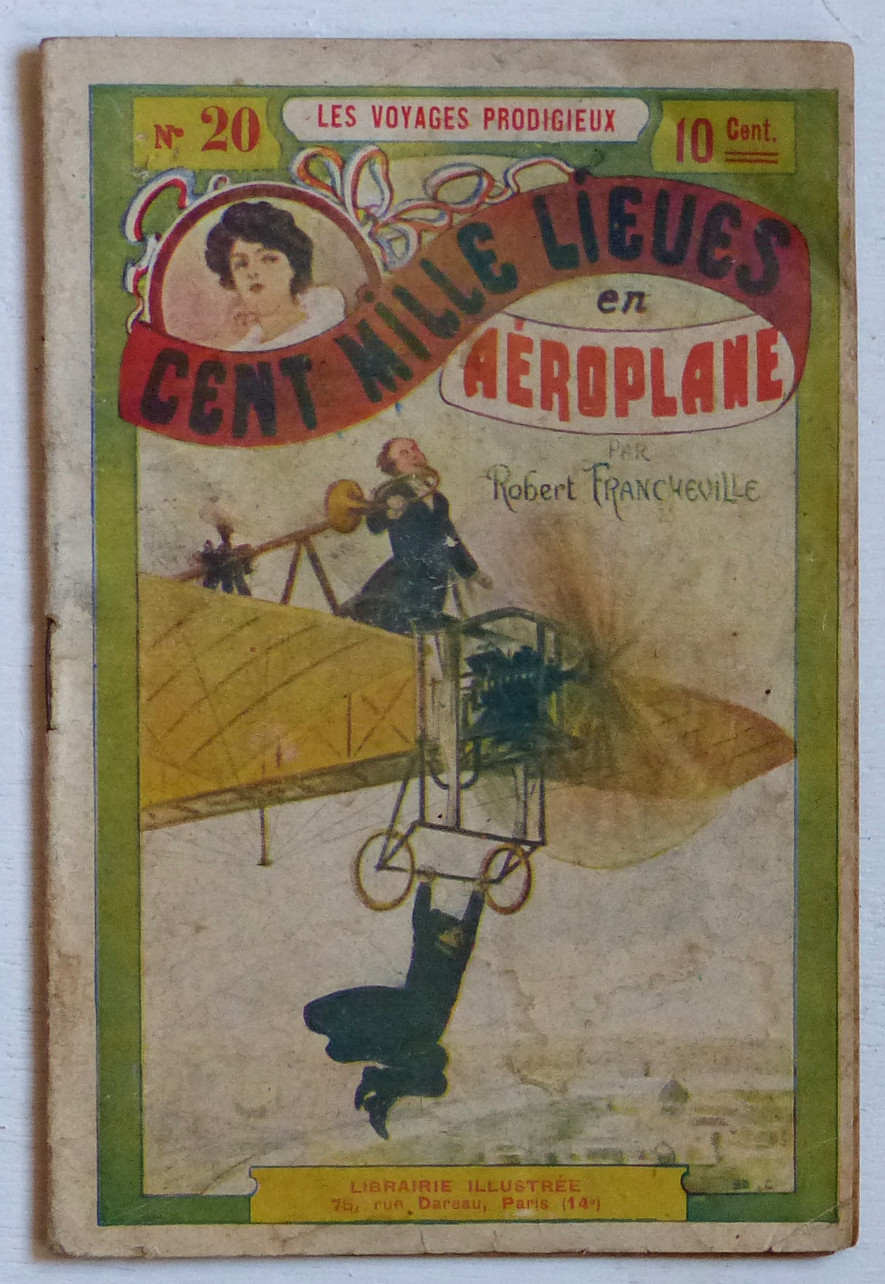 N° 20
LES VOYAGES PRODIGIEUX
10 Cent.
CENT MILLE LIEUES
en
AÉROPLANE
PAR
Robert FRANCHEVILLE
LIBRAIRIE ILLUSTRÉE
75, rue Dareau, Paris (14e)